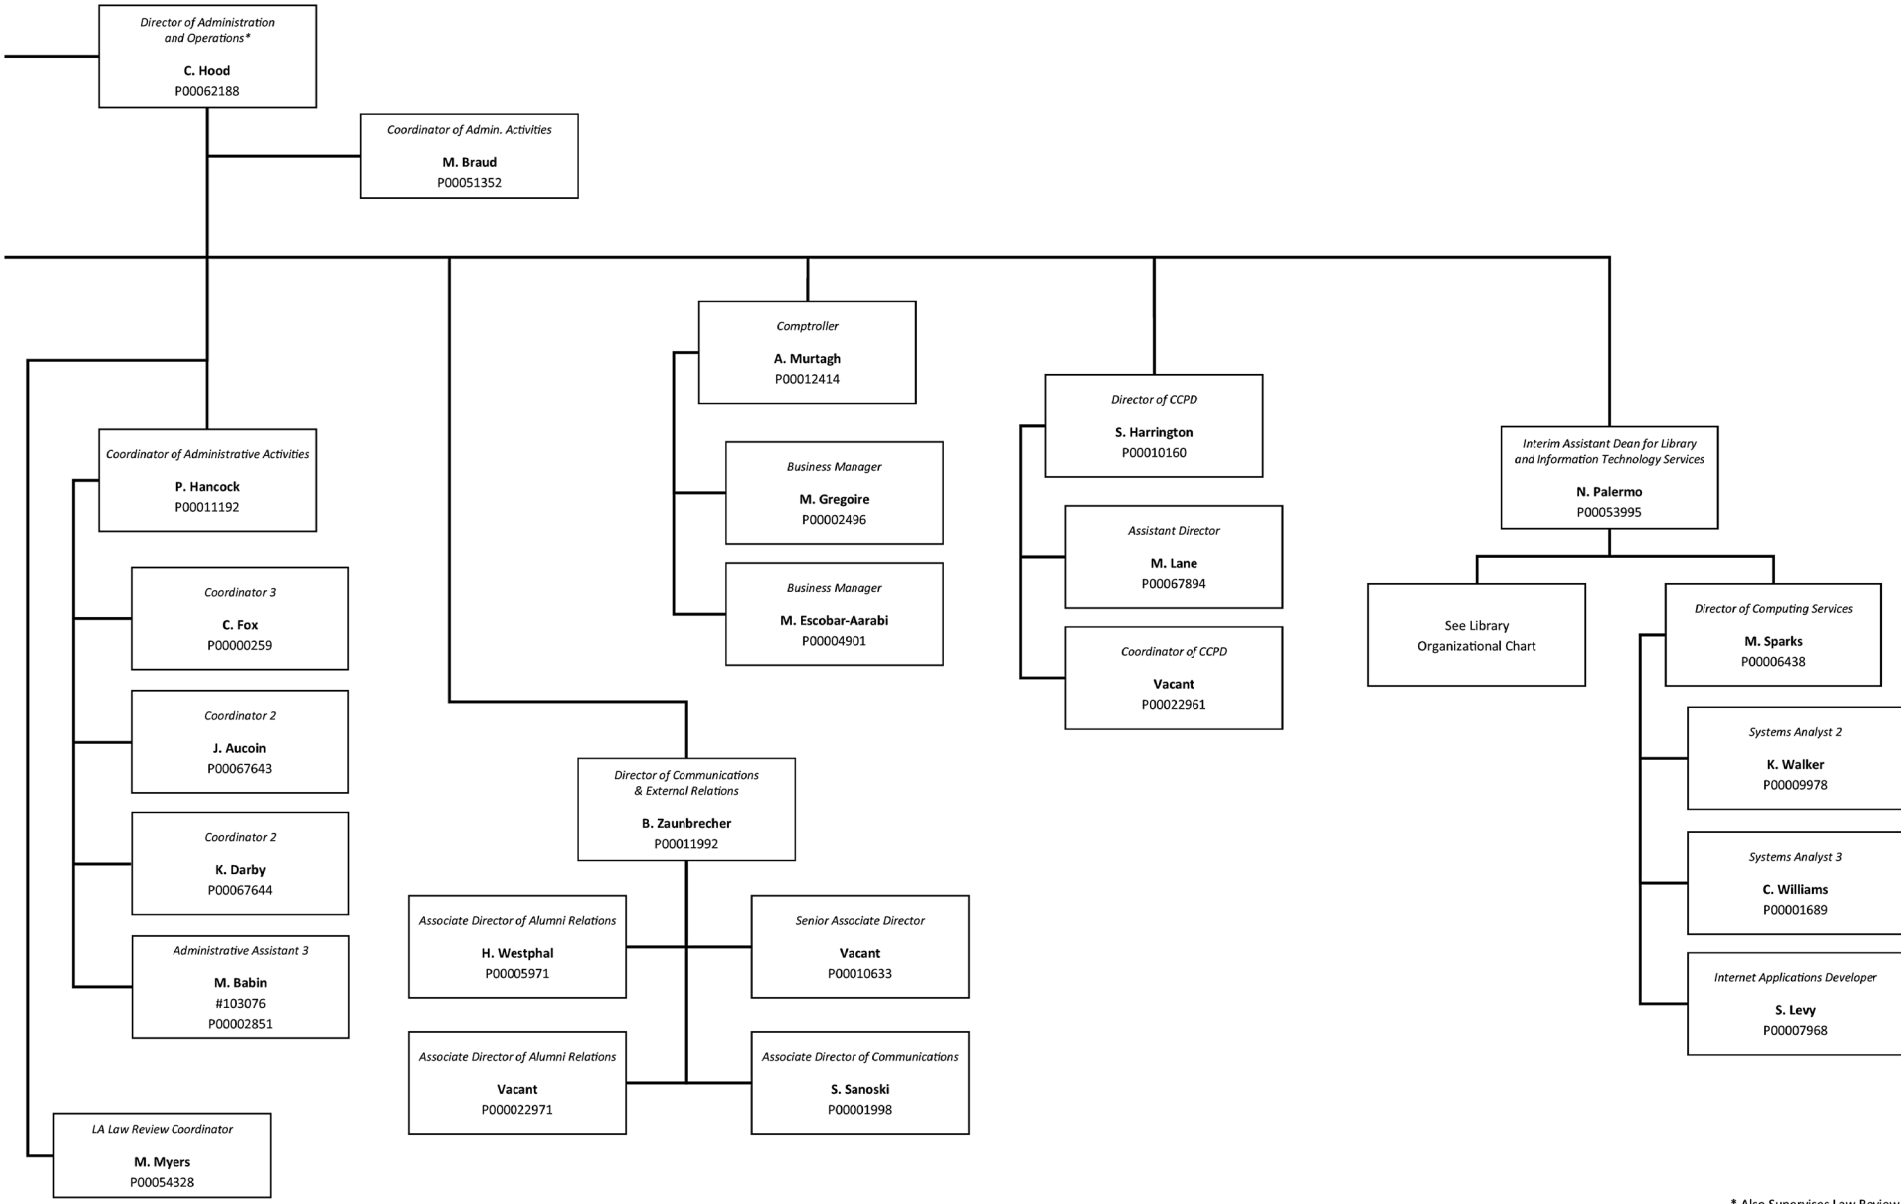 Director of Administration
and Operations*
C. Hood
P00062188
Coordinator of Admin. Activities
M. Braud
P00051352
Coordinator of Administrative Activities
P. Hancock
P00011192
Coordinator 3
C. Fox
P00000259
Coordinator 2
J. Aucoin
P00067643
Coordinator 2
K. Darby
P00067644
Administrative Assistant 3
M. Babin
#103076
P00002851
LA Law Review Coordinator
M. Myers
P00054328
Director of Communications
& External Relations
B. Zaunbrecher
P00011992
Associate Director of Alumni Relations
H. Westphal
P00005971
Senior Associate Director
Vacant
P00010633
Associate Director of Alumni Relations
Vacant
P000022971
Associate Director of Communications
S. Sanoski
P00001998
Comptroller
A. Murtagh
P00012414
Business Manager
M. Gregoire
P00002496
Business Manager
M. Escobar-Aarabi
P00004901
Director of CCPD
S. Harrington
P00010160
Assistant Director
M. Lane
P00067894
Coordinator of CCPD
Vacant
P00022961
Interim Assistant Dean for Library
and Information Technology Services
N. Palermo
P00053995
See Library
Organizational Chart
Director of Computing Services
M. Sparks
P00006438
Systems Analyst 2
K. Walker
P00009978
Systems Analyst 3
C. Williams
P00001689
Internet Applications Developer
S. Levy
P00007968
* Also Supervises Law Review